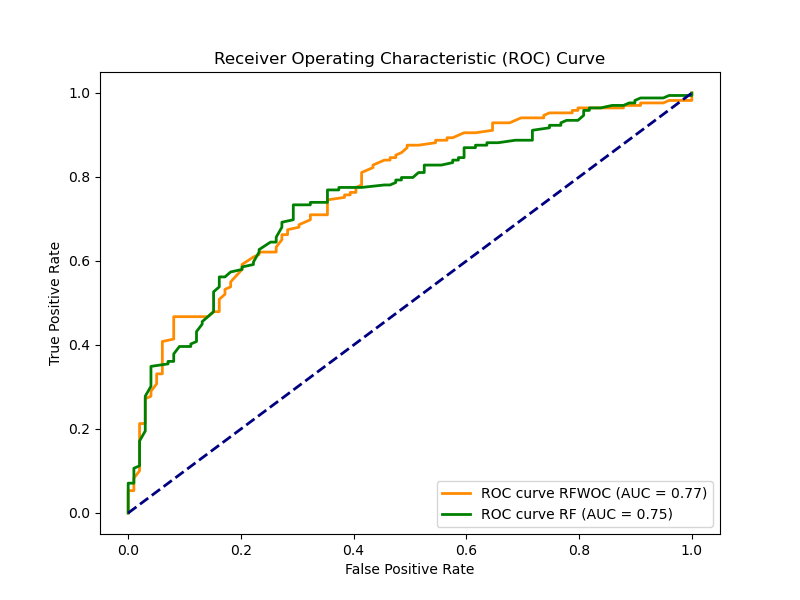 Receiver Operating Characteristic (ROC) Curve
True Positive Rate
1.0
0.8
0.6
0.4
0.2
0.0
ROC curve RFWOC (AUC = 0.77)
ROC curve RF (AUC = 0.75)
0.0 0.2 0.4 0.6 0.8 1.0
False Positive Rate